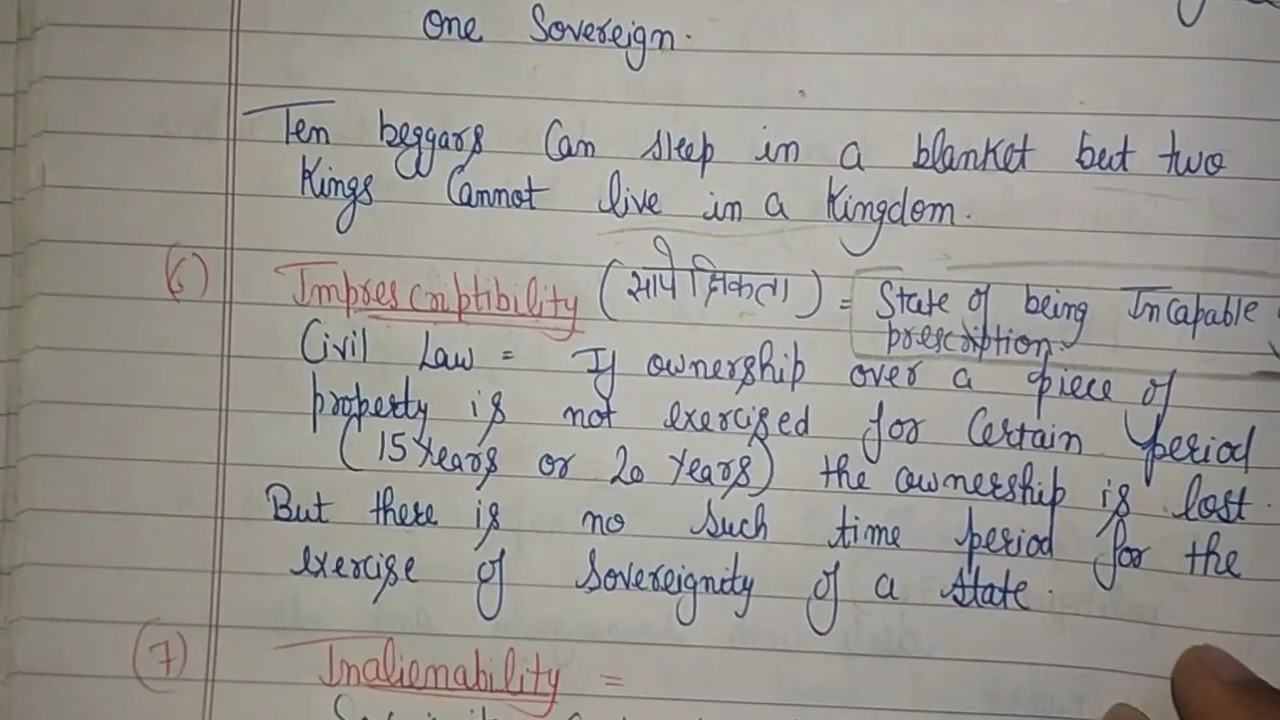 One Sovereign.
Ten beggars Can sleep in a blanket but two
Kings Cannot live in a Kingdom.
(6) Imprescriptibility (सापेक्षिकता) = State of being Incapable
prescription.
Civil Law = If ownership over a piece of
property is not exercised for Certain period
(15 Years or 20 Years) the ownership is lost.
But there is no such time period for the
exercise of Sovereignity of a state.
(7) Inalienability =